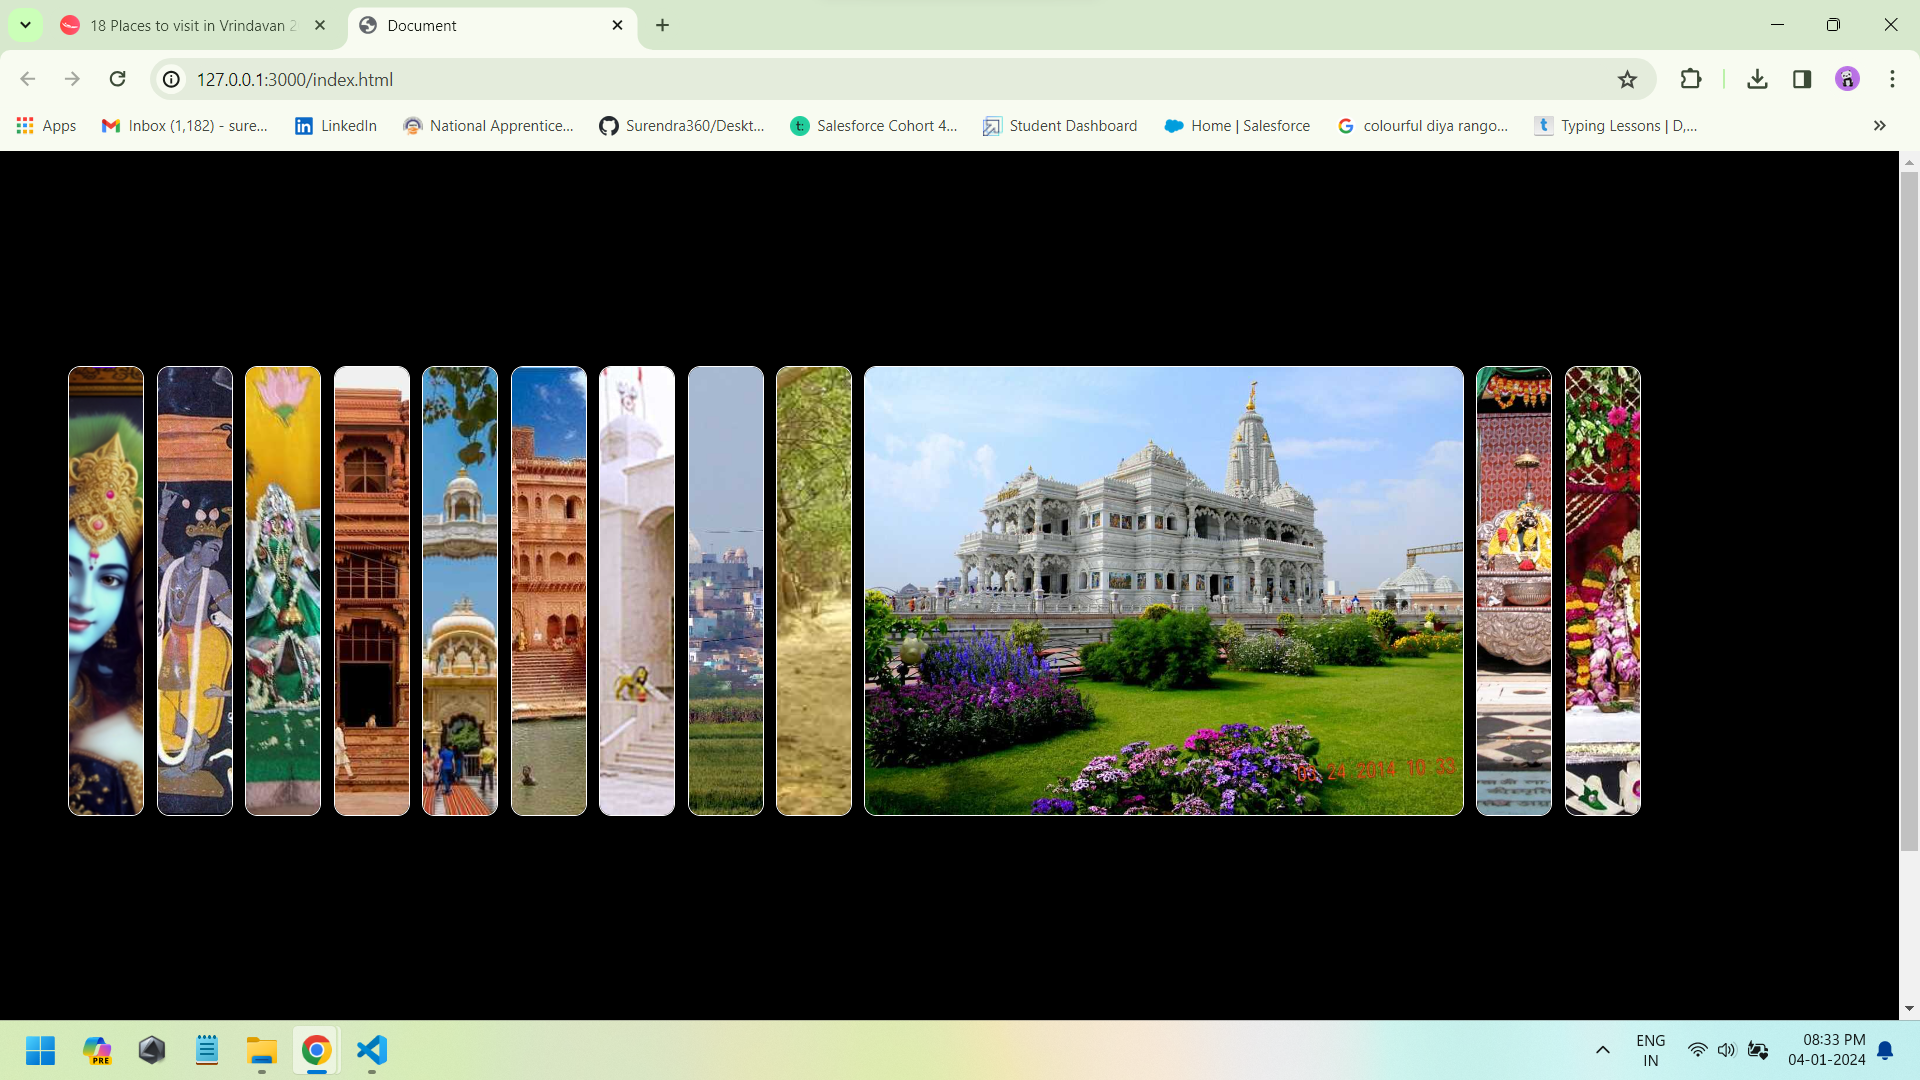 18 Places to visit in Vrindavan 2
Document
127.0.0.1:3000/index.html
Apps
Inbox (1,182) - sure...
LinkedIn
National Apprentice...
Surendra360/Deskt...
t:
Salesforce Cohort 4...
Student Dashboard
Home | Salesforce
colourful diya rango...
t
Typing Lessons | D,...
03 24 2014 10:33
PRE
ENG
IN
08:33 PM
04-01-2024